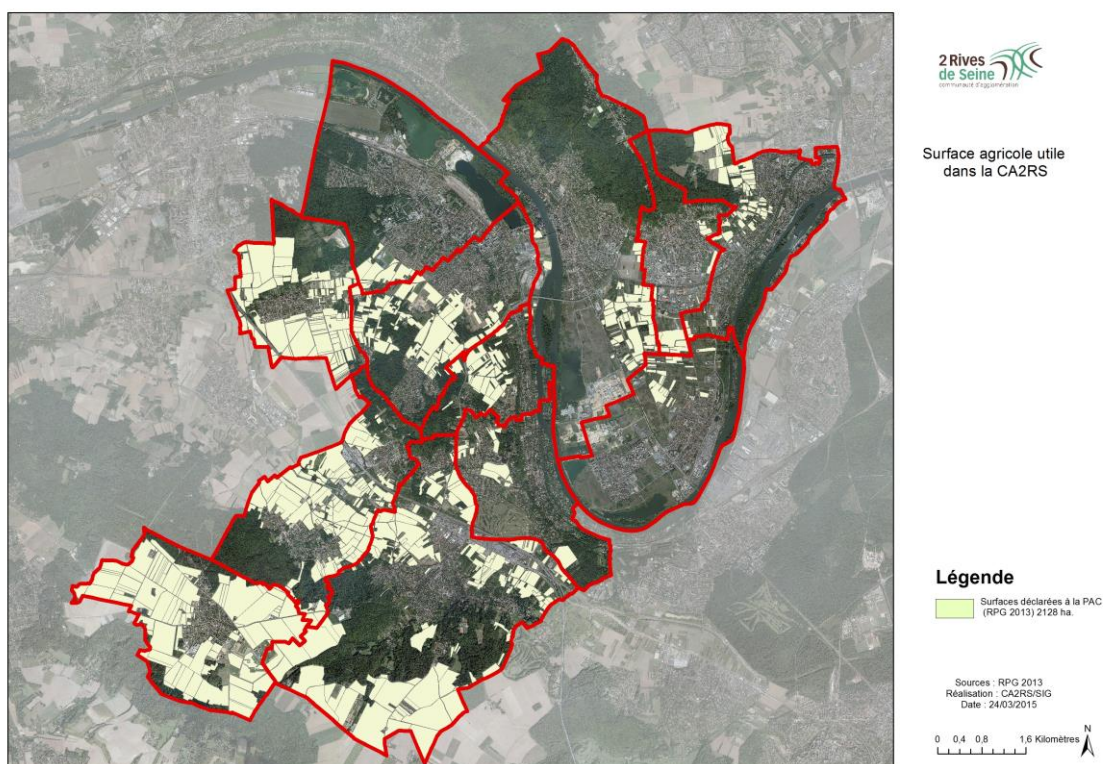 2 Rives
de Seine
communauté d'agglomération
Surface agricole utile
dans la CA2RS
Légende
Surfaces déclarées à la PAC
(RPG 2013) 2128 ha.
Sources : RPG 2013
Réalisation : CA2RS/SIG
Date : 24/03/2015
N
0 0,4 0,8 1,6 Kilomètres